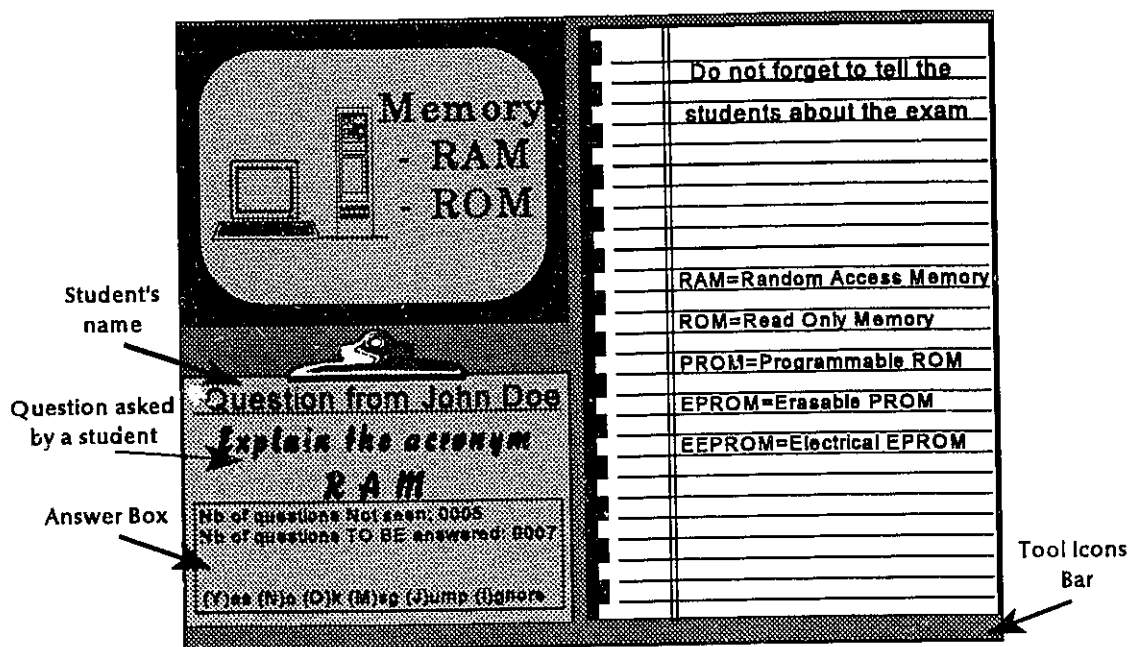 Memory
- RAM
- ROM
Do not forget to tell the
students about the exam
RAM=Random Access Memory
ROM=Read Only Memory
PROM=Programmable ROM
EPROM=Erasable PROM
EEPROM=Electrical EPROM
Student's
name
Question from John Doe
Question asked
by a student
Explain the acronym
RAM
Answer Box
Nb of questions Not seen: 0005
Nb of questions TO BE answered: 0007
(Y)es (N)o (O)k (M)sg (J)ump (I)gnore
Tool Icons
Bar